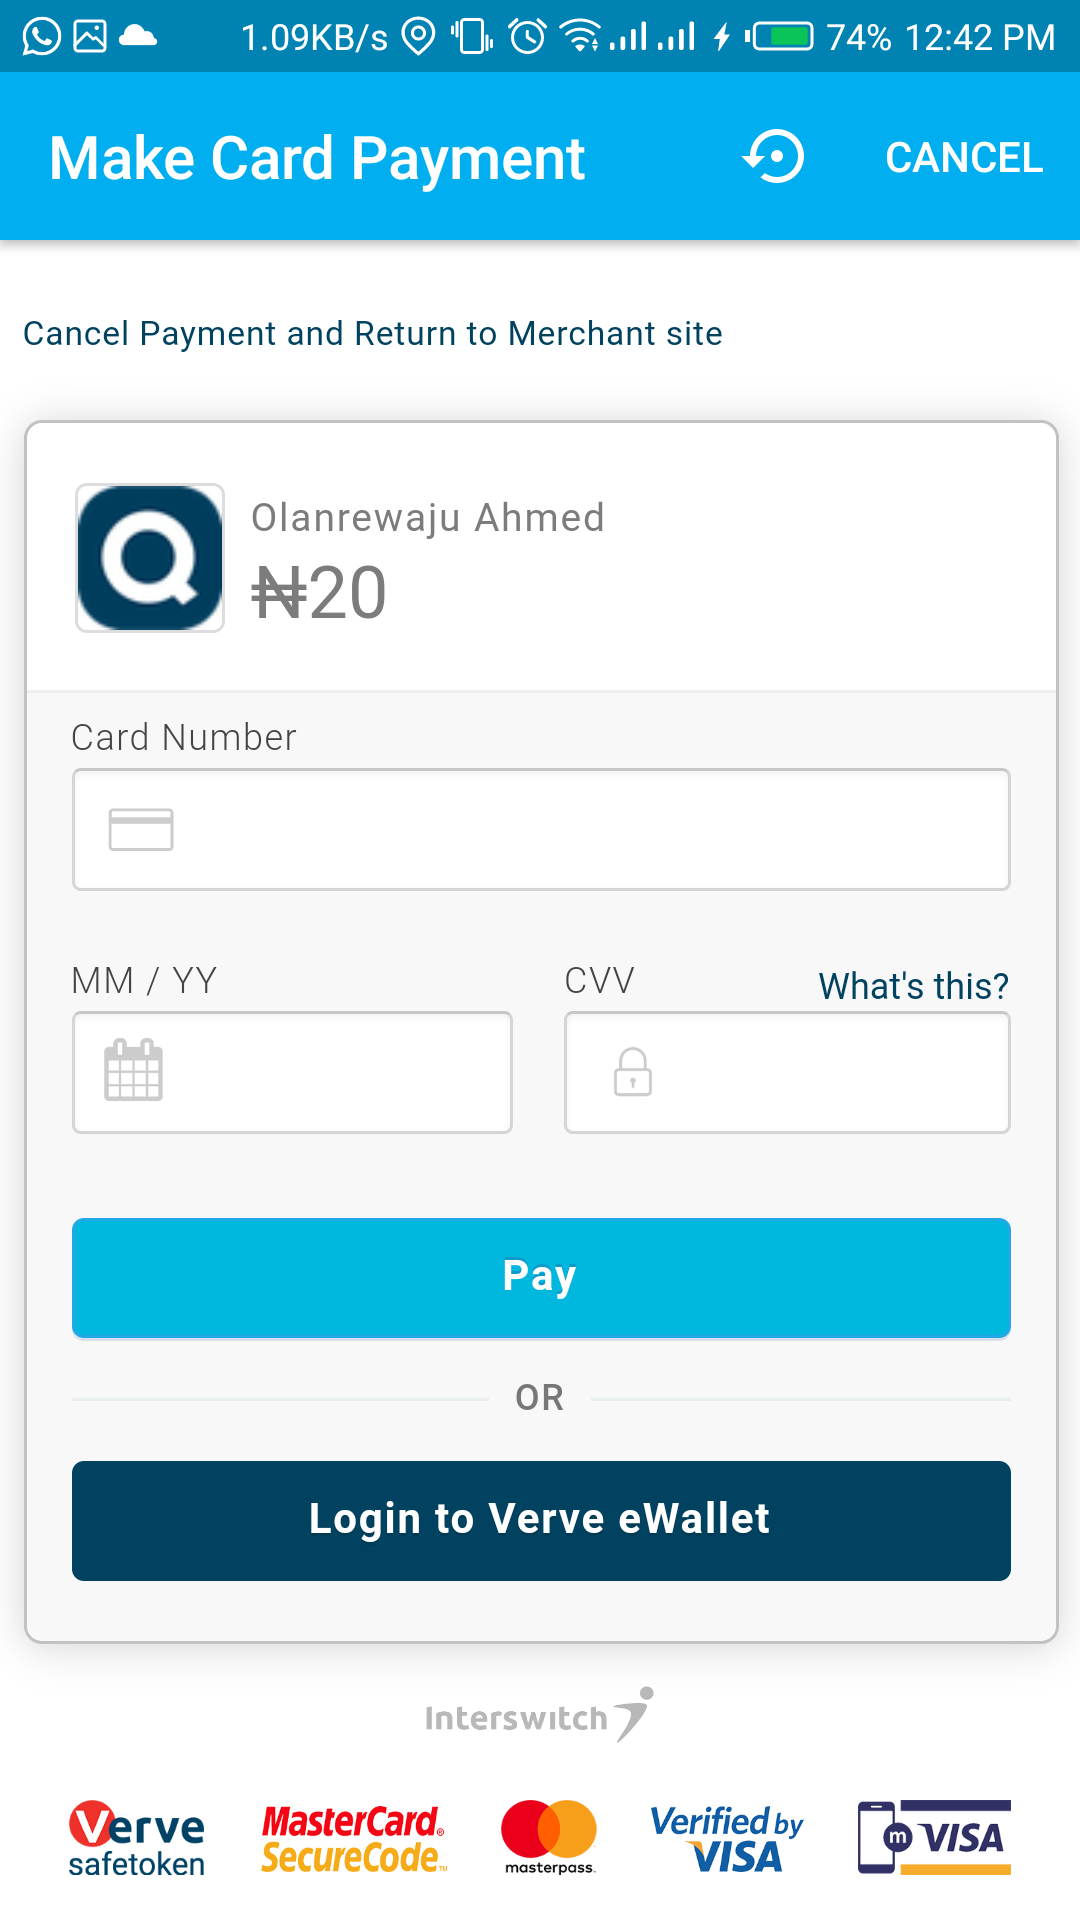 1.09KB/s 74% 12:42 PM
Make Card Payment CANCEL
Cancel Payment and Return to Merchant site
Olanrewaju Ahmed
₦20
Card Number
MM / YY CVV What's this?
Pay
OR
Login to Verve eWallet
Interswitch
Verve safetoken
MasterCard® SecureCode™
masterpass
Verified by VISA
m VISA